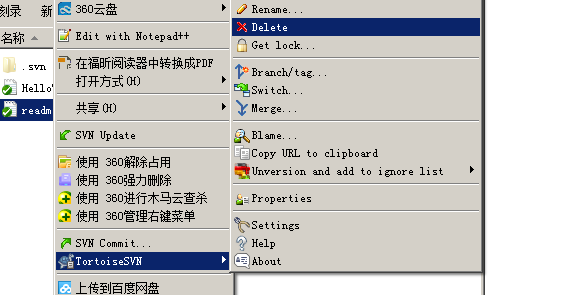 刻录
新
名称
.svn
Hello
readm
360云盘
Edit with Notepad++
在福昕阅读器中转换成PDF
打开方式(H)
共享(H)
SVN Update
使用 360解除占用
使用 360强力删除
使用 360进行木马云查杀
使用 360管理右键菜单
SVN Commit...
TortoiseSVN
上传到百度网盘
Rename...
Delete
Get lock...
Branch/tag...
Switch...
Merge...
Blame...
Copy URL to clipboard
Unversion and add to ignore list
Properties
Settings
Help
About